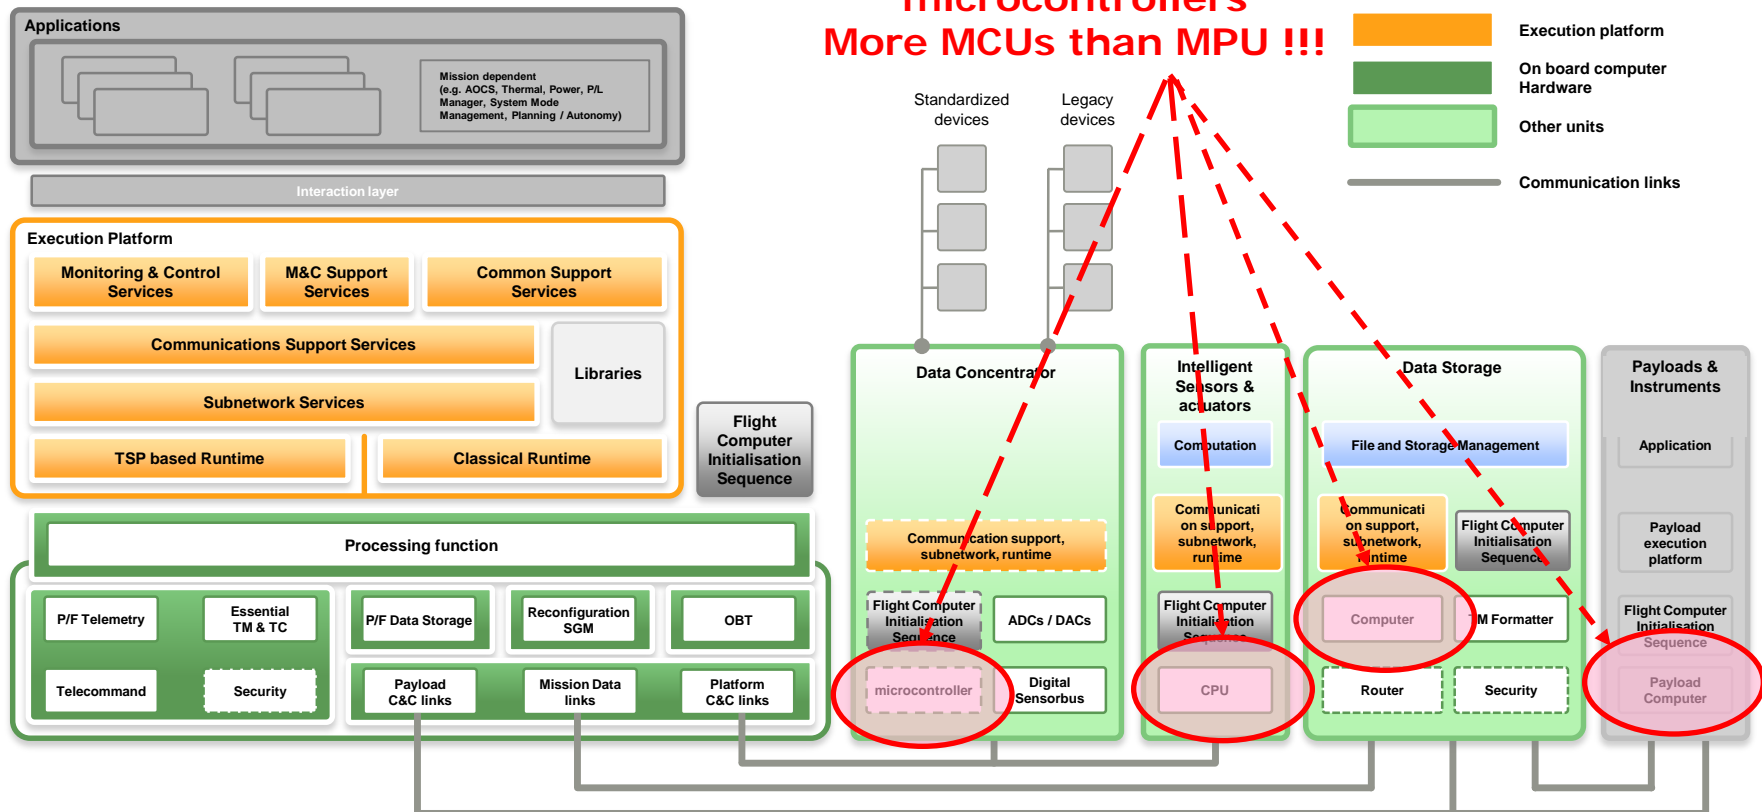 microcontrollers
More MCUs than MPU !!!
Applications
Mission dependent
(e.g. AOCS, Thermal, Power, P/L
Manager, System Mode
Management, Planning / Autonomy)
Interaction layer
Execution Platform
Monitoring & Control
Services
M&C Support
Services
Common Support
Services
Communications Support Services
Subnetwork Services
Libraries
TSP based Runtime
Classical Runtime
Flight
Computer
Initialisation
Sequence
Processing function
P/F Telemetry
Essential
TM & TC
P/F Data Storage
Reconfiguration
SGM
OBT
Telecommand
Security
Payload
C&C links
Mission Data
links
Platform
C&C links
Standardized
devices
Legacy
devices
Execution platform
On board computer
Hardware
Other units
Communication links
Data Concentrator
Communication support,
subnetwork, runtime
Flight Computer
Initialisation
Sequence
ADCs / DACs
microcontroller
Digital
Sensorbus
Intelligent
Sensors &
actuators
Computation
Communicati
on support,
subnetwork,
runtime
Flight Computer
Initialisation
Sequence
CPU
Data Storage
File and Storage Management
Communicati
on support,
subnetwork,
runtime
Flight Computer
Initialisation
Sequence
Computer
TM Formatter
Router
Security
Payloads &
Instruments
Application
Payload
execution
platform
Flight Computer
Initialisation
Sequence
Payload
Computer